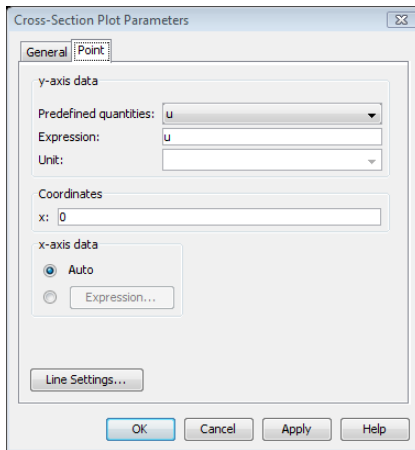 Cross-Section Plot Parameters
General Point
y-axis data
Predefined quantities: u
Expression: u
Unit:
Coordinates
x: 0
x-axis data
Auto
Expression...
Line Settings...
OK Cancel Apply Help